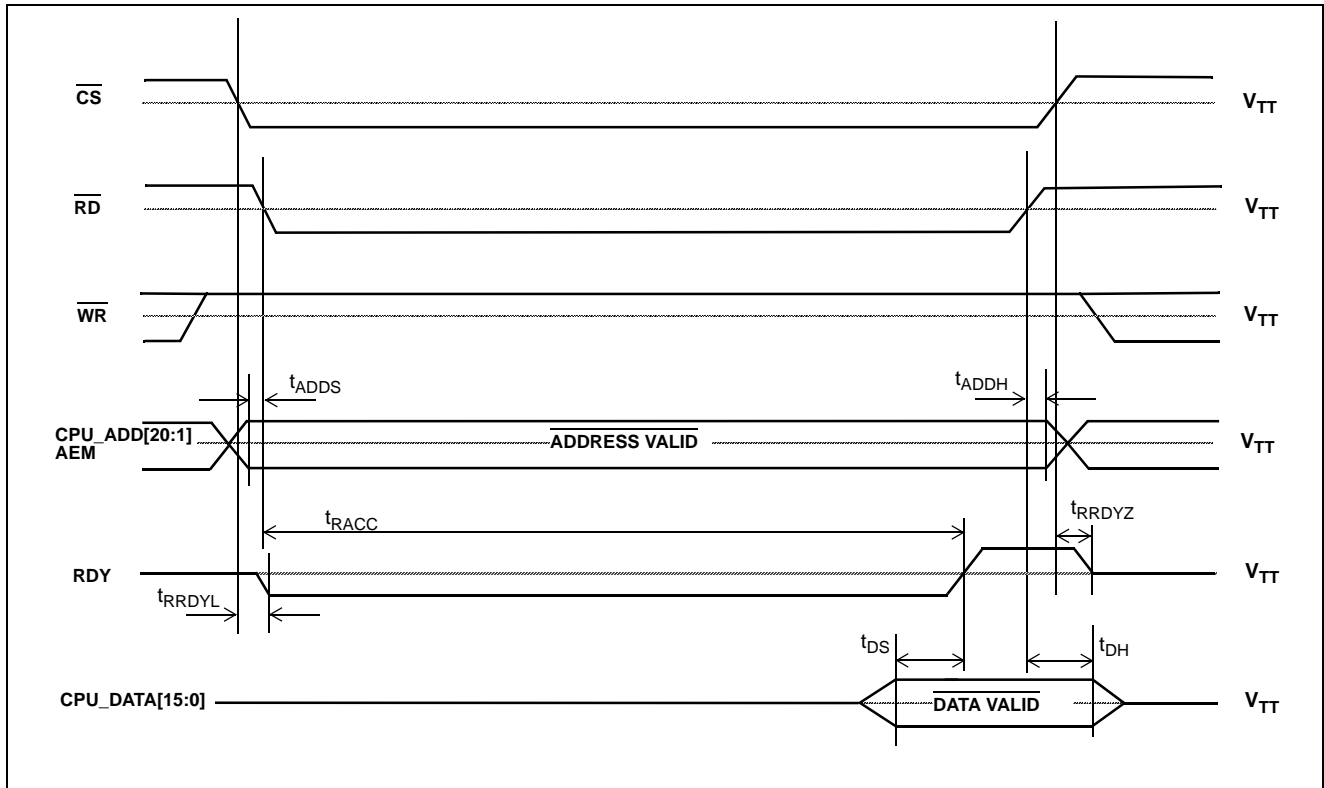 CS
V_TT
RD
V_TT
WR
V_TT
t_ADDS
t_ADDH
CPU_ADD[20:1]
AEM
ADDRESS VALID
V_TT
t_RACC
t_RRDYZ
RDY
V_TT
t_RRDYL
t_DS
t_DH
CPU_DATA[15:0]
DATA VALID
V_TT